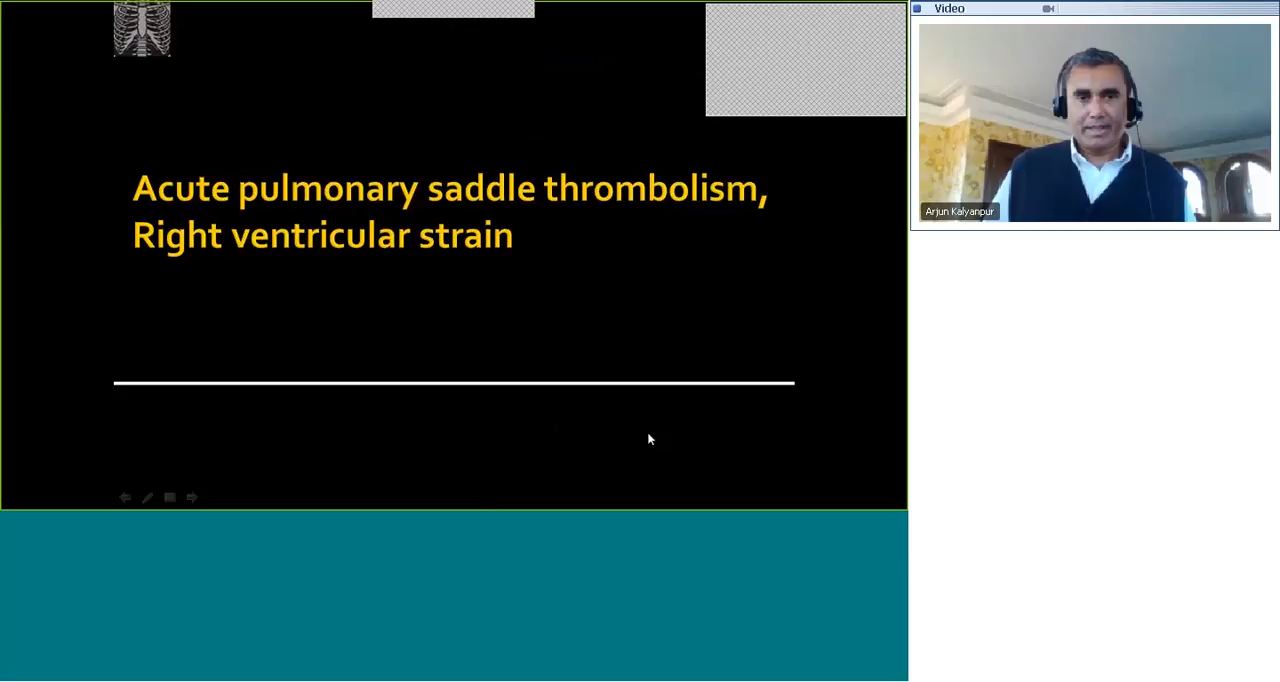 Acute pulmonary saddle thrombolism,
Right ventricular strain
Video
Arjun Kalyanpur